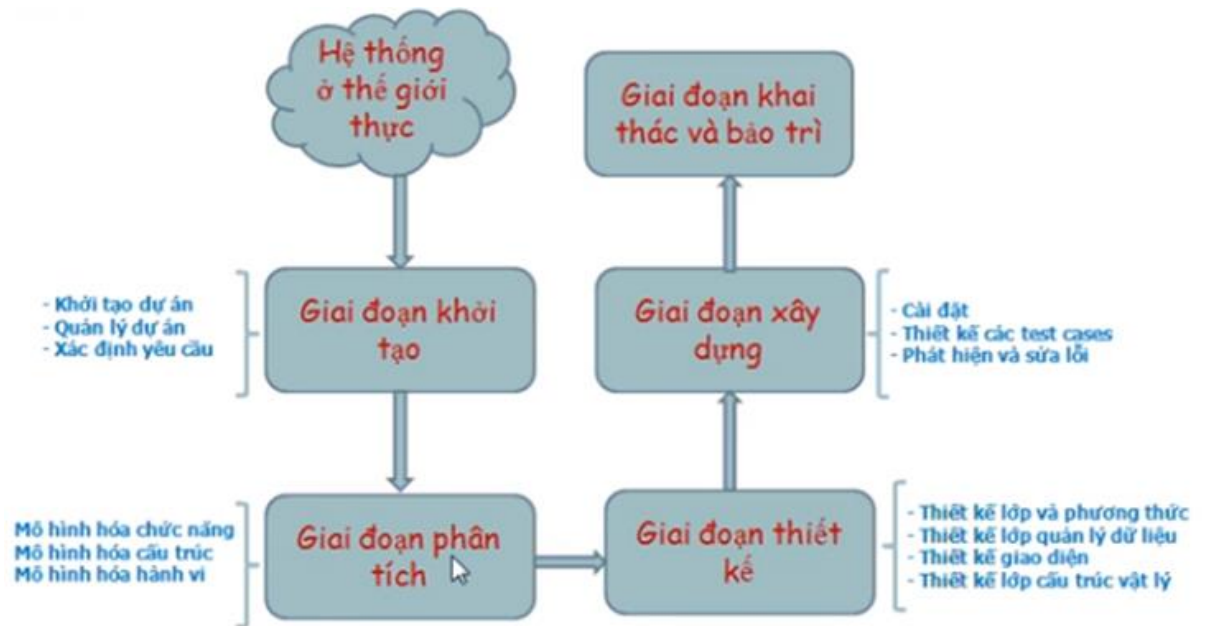 Hệ thống
ở thế giới
thực
Giai đoạn khai
thác và bảo trì
- Khởi tạo dự án
- Quản lý dự án
- Xác định yêu cầu
Giai đoạn khởi
tạo
Giai đoạn xây
dựng
- Cài đặt
- Thiết kế các test cases
- Phát hiện và sửa lỗi
Mô hình hóa chức năng
Mô hình hóa cấu trúc
Mô hình hóa hành vi
Giai đoạn phân
tích
Giai đoạn thiết
kế
- Thiết kế lớp và phương thức
- Thiết kế lớp quản lý dữ liệu
- Thiết kế giao diện
- Thiết kế lớp cấu trúc vật lý